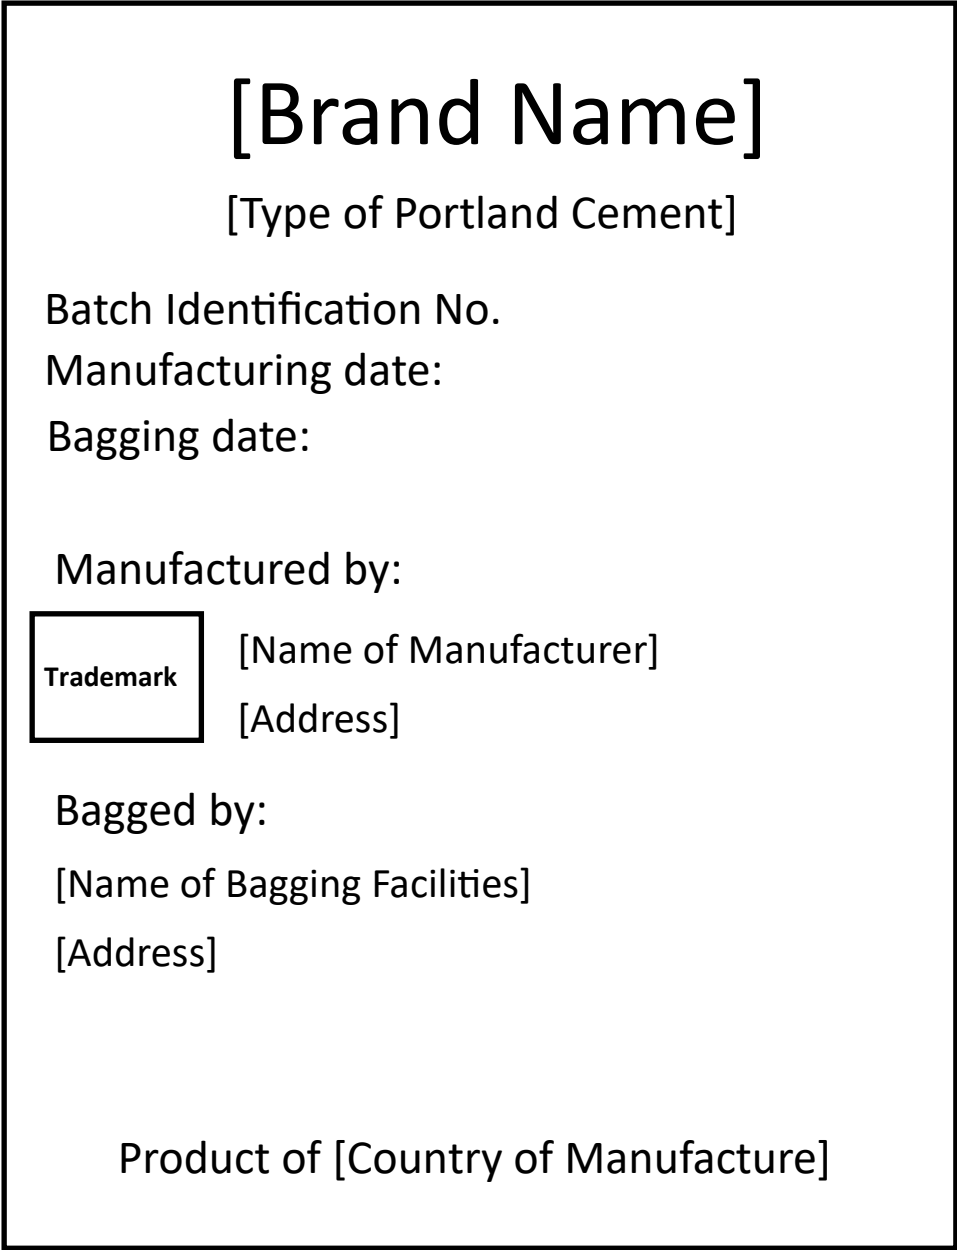 [Brand Name]
[Type of Portland Cement]
Batch Identification No.
Manufacturing date:
Bagging date:
Manufactured by:
Trademark
[Name of Manufacturer]
[Address]
Bagged by:
[Name of Bagging Facilities]
[Address]
Product of [Country of Manufacture]